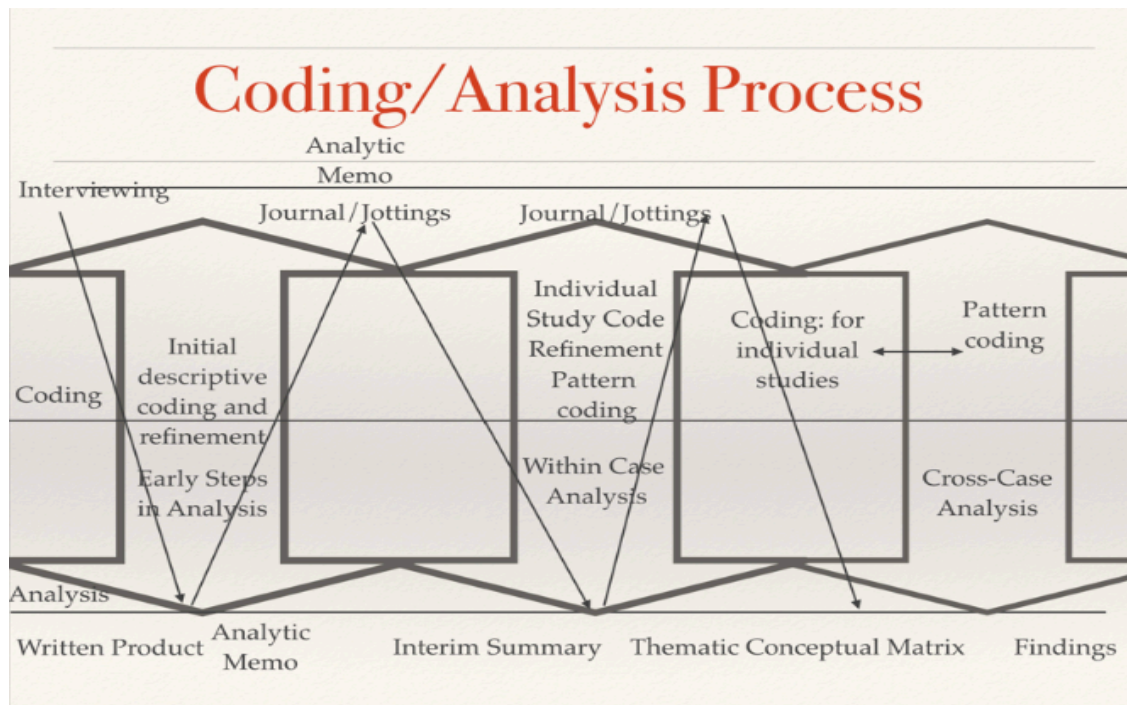 Coding/Analysis Process
Analytic
Memo
Interviewing
Journal/Jottings
Journal/Jottings
Coding
Initial
descriptive
coding and
refinement
Early Steps
in Analysis
Individual
Study Code
Refinement
Pattern
coding
Within Case
Analysis
Coding: for
individual
studies
Pattern
coding
Cross-Case
Analysis
Analysis
Written Product
Analytic
Memo
Interim Summary
Thematic Conceptual Matrix
Findings